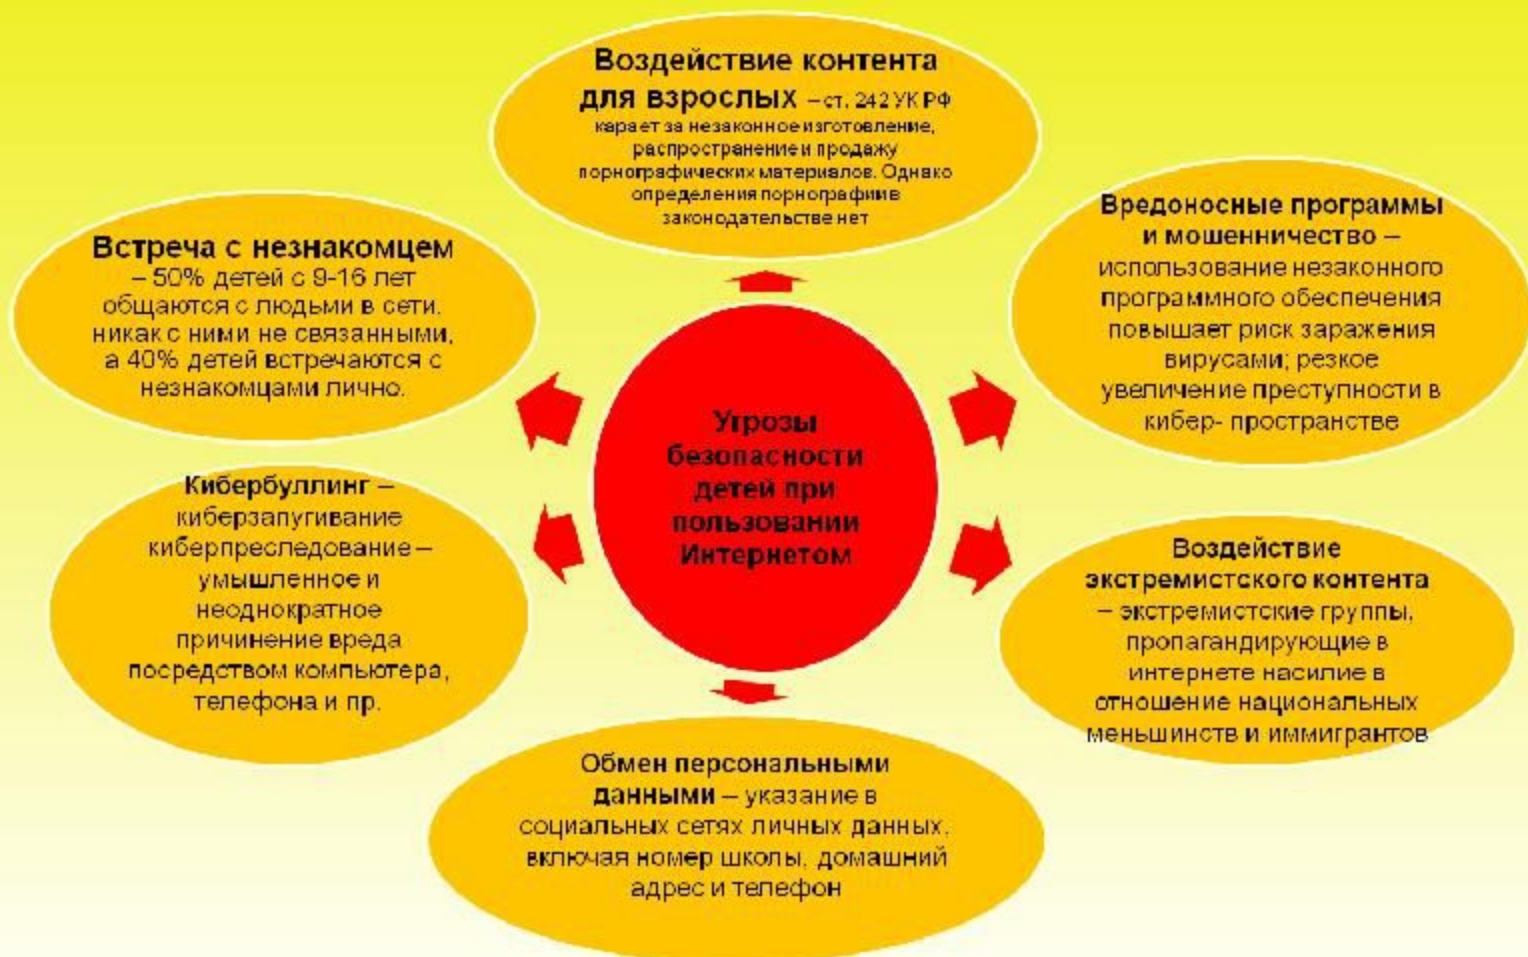 Воздействие контента
для взрослых – ст. 242 УК РФ
карает за незаконное изготовление,
распространение и продажу
порнографических материалов. Однако
определения порнографии в
законодательстве нет
Встреча с незнакомцем
– 50% детей с 9-16 лет
общаются с людьми в сети,
никак с ними не связанными,
а 40% детей встречаются с
незнакомцами лично.
Вредоносные программы
и мошенничество –
использование незаконного
программного обеспечения
повышает риск заражения
вирусами; резкое
увеличение преступности в
кибер- пространстве
Угрозы
безопасности
детей при
пользовании
Интернетом
Кибербуллинг –
киберзапугивание
киберпреследование –
умышленное и
неоднократное
причинение вреда
посредством компьютера,
телефона и пр.
Воздействие
экстремистского контента
– экстремистские группы,
пропагандирующие в
интернете насилие в
отношение национальных
меньшинств и иммигрантов
Обмен персональными
данными – указание в
социальных сетях личных данных,
включая номер школы, домашний
адрес и телефон